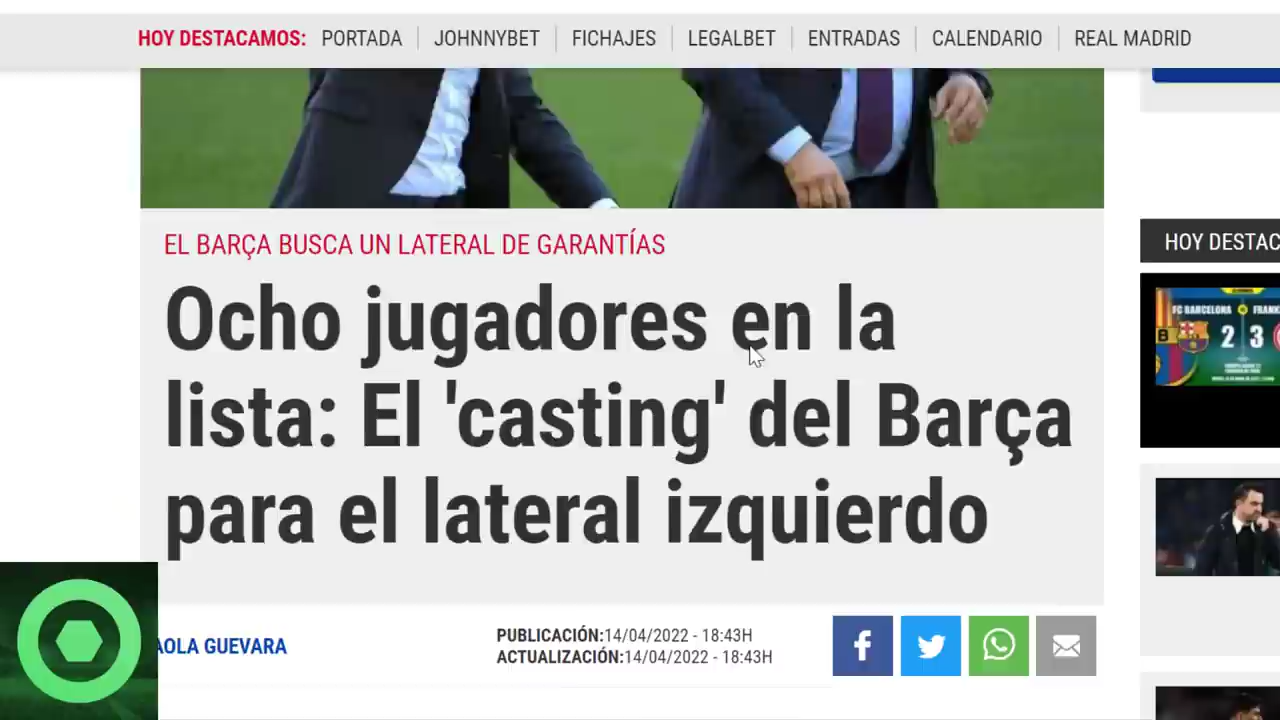 HOY DESTACAMOS: PORTADA JOHNNYBET FICHAJES LEGALBET ENTRADAS CALENDARIO REAL MADRID
EL BARÇA BUSCA UN LATERAL DE GARANTÍAS
Ocho jugadores en la
lista: El 'casting' del Barça
para el lateral izquierdo
AOLA GUEVARA
PUBLICACIÓN:14/04/2022 - 18:43H
ACTUALIZACIÓN:14/04/2022 - 18:43H
HOY DESTAC
FC BARCELONA FRANK
2 3